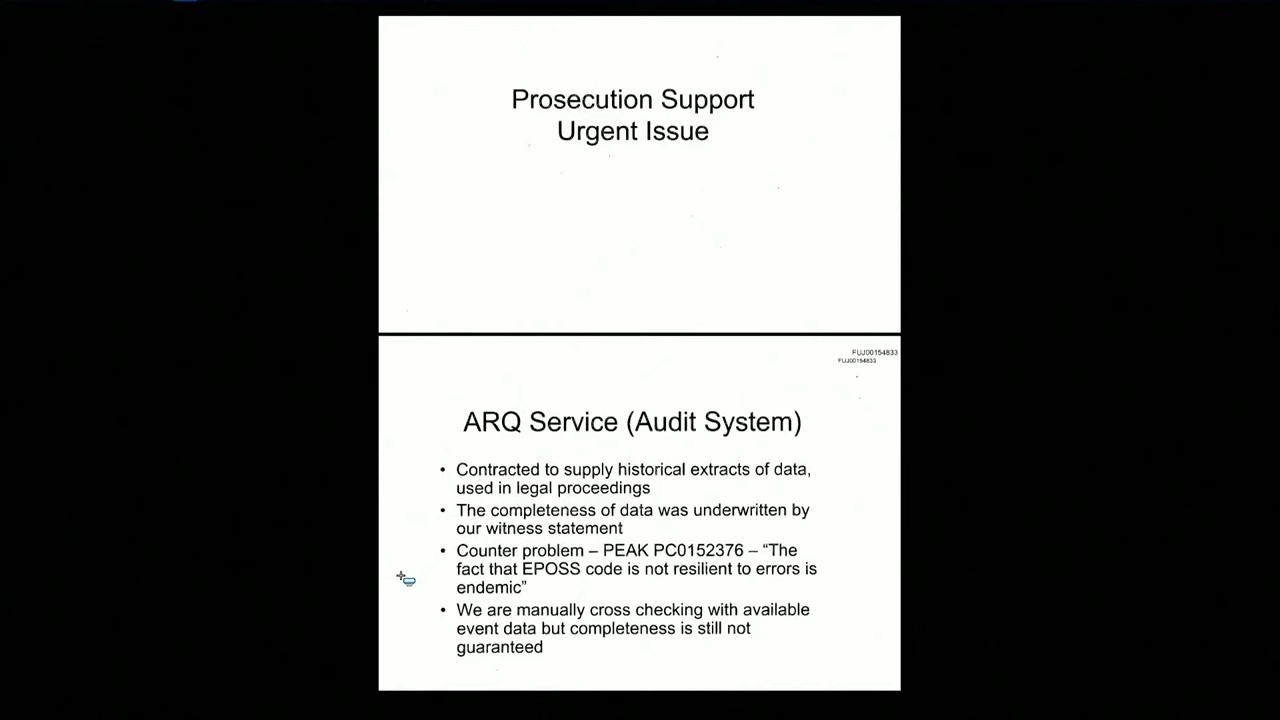 Prosecution Support
Urgent Issue
FUJ00154833
FUJ00154833
ARQ Service (Audit System)
• Contracted to supply historical extracts of data,
used in legal proceedings
• The completeness of data was underwritten by
our witness statement
• Counter problem – PEAK PC0152376 – “The
fact that EPOSS code is not resilient to errors is
endemic”
• We are manually cross checking with available
event data but completeness is still not
guaranteed